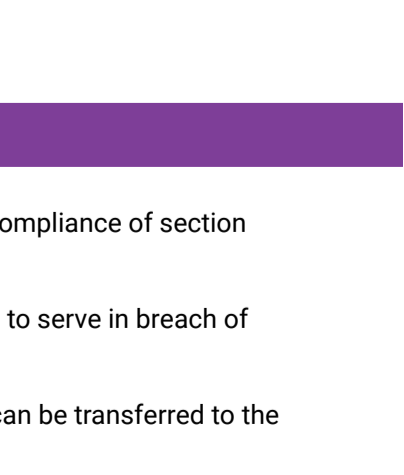 ompliance of section
to serve in breach of
can be transferred to the